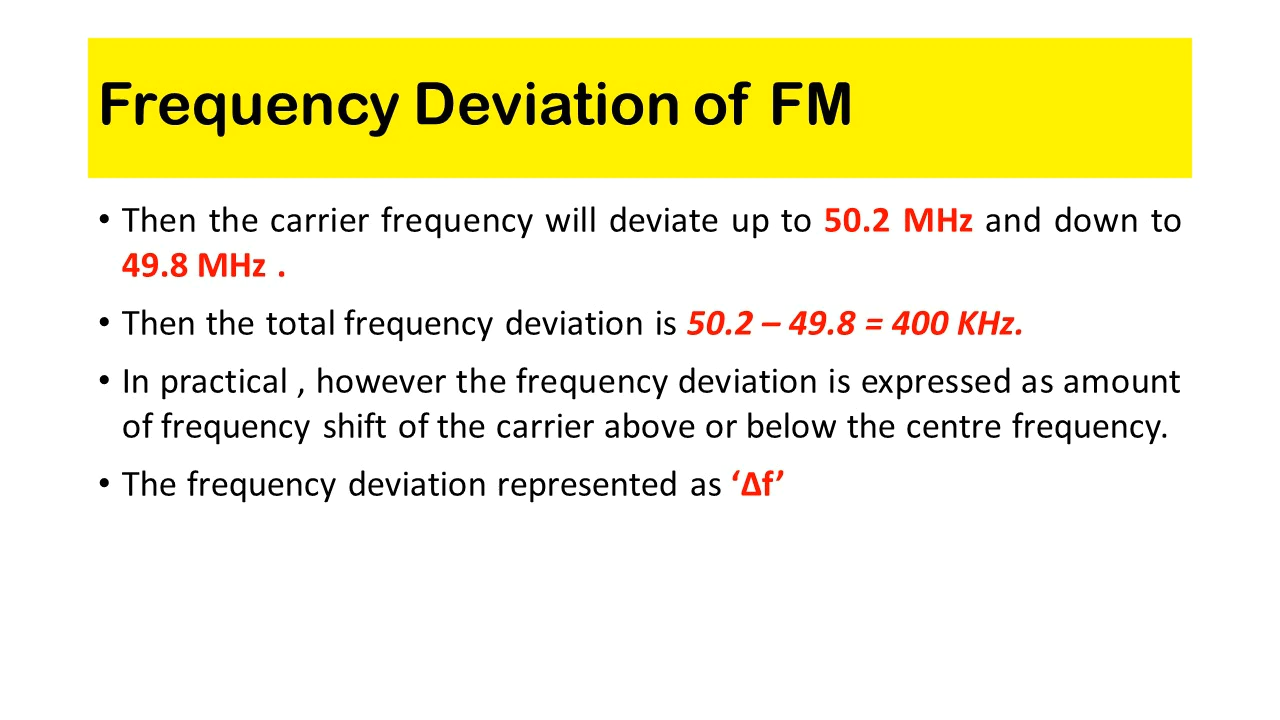 Frequency Deviation of FM
• Then the carrier frequency will deviate up to 50.2 MHz and down to
49.8 MHz .
• Then the total frequency deviation is 50.2 – 49.8 = 400 KHz.
• In practical , however the frequency deviation is expressed as amount
of frequency shift of the carrier above or below the centre frequency.
• The frequency deviation represented as ‘Δf’